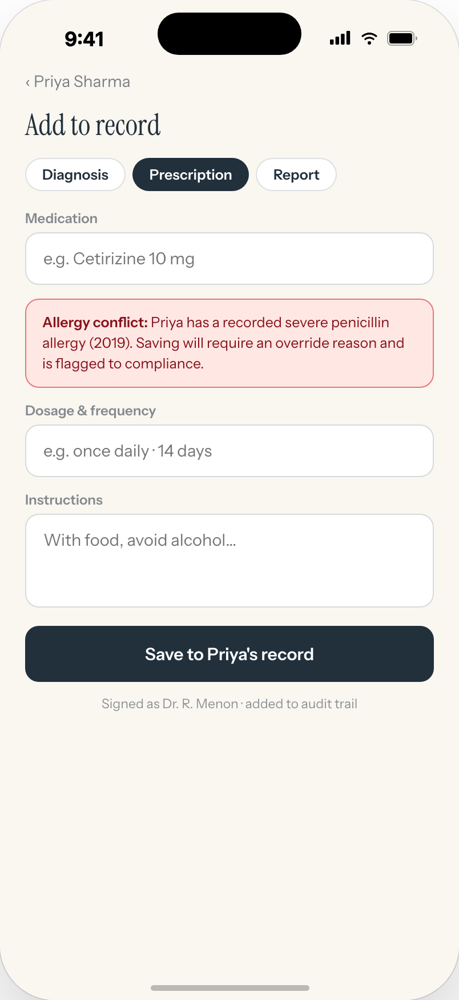 9:41
‹ Priya Sharma
Add to record
Diagnosis
Prescription
Report
Medication
e.g. Cetirizine 10 mg
Allergy conflict: Priya has a recorded severe penicillin
allergy (2019). Saving will require an override reason and
is flagged to compliance.
Dosage & frequency
e.g. once daily · 14 days
Instructions
With food, avoid alcohol...
Save to Priya's record
Signed as Dr. R. Menon · added to audit trail